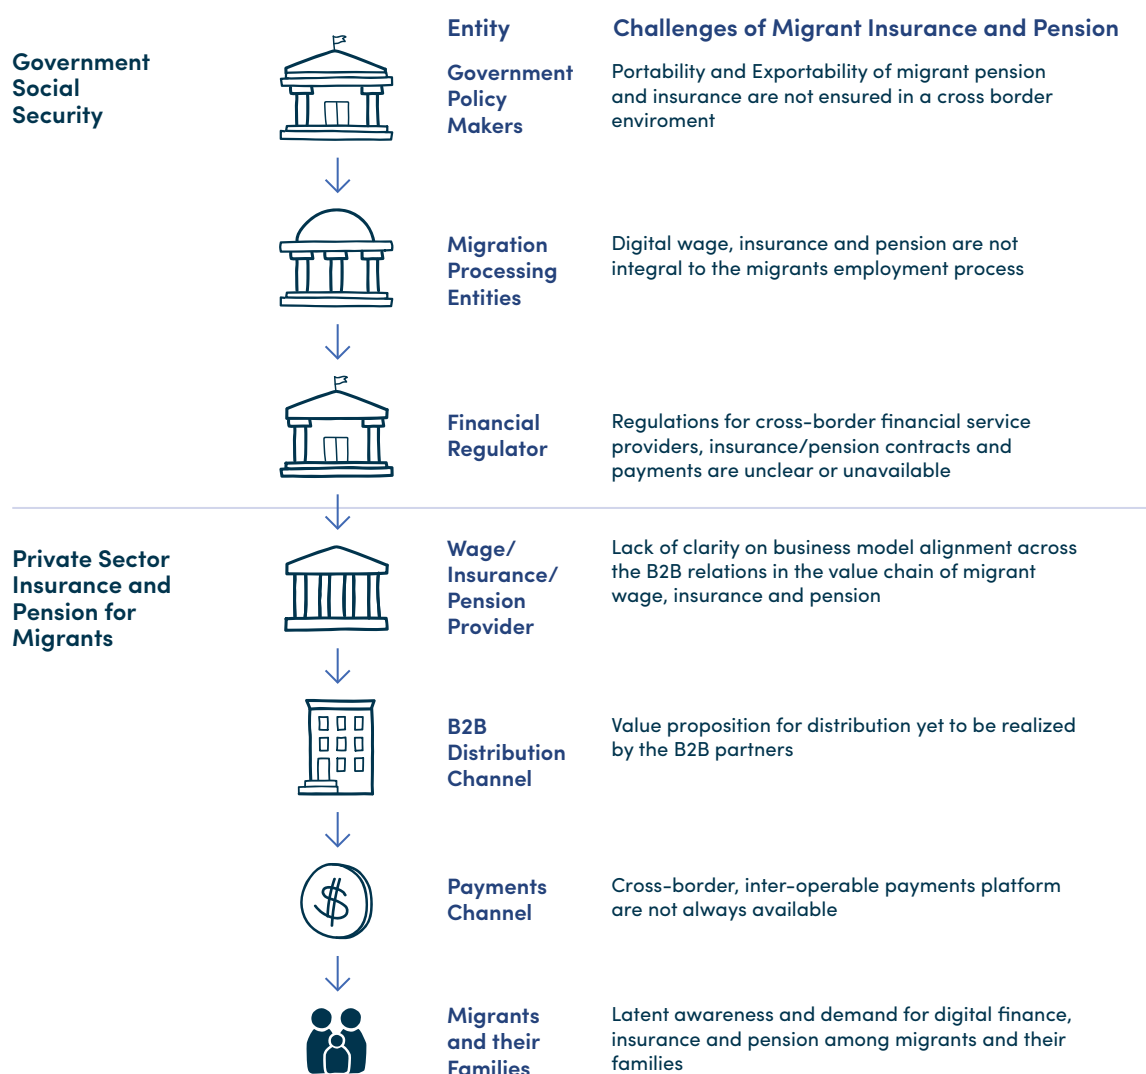 Entity
Challenges of Migrant Insurance and Pension
Government
Social
Security
Government
Policy
Makers
Portability and Exportability of migrant pension
and insurance are not ensured in a cross border
enviroment
Migration
Processing
Entities
Digital wage, insurance and pension are not
integral to the migrants employment process
Financial
Regulator
Regulations for cross-border financial service
providers, insurance/pension contracts and
payments are unclear or unavailable
Private Sector
Insurance and
Pension for
Migrants
Wage/
Insurance/
Pension
Provider
Lack of clarity on business model alignment across
the B2B relations in the value chain of migrant
wage, insurance and pension
B2B
Distribution
Channel
Value proposition for distribution yet to be realized
by the B2B partners
$
Payments
Channel
Cross-border, inter-operable payments platform
are not always available
Migrants
and their
Families
Latent awareness and demand for digital finance,
insurance and pension among migrants and their
families